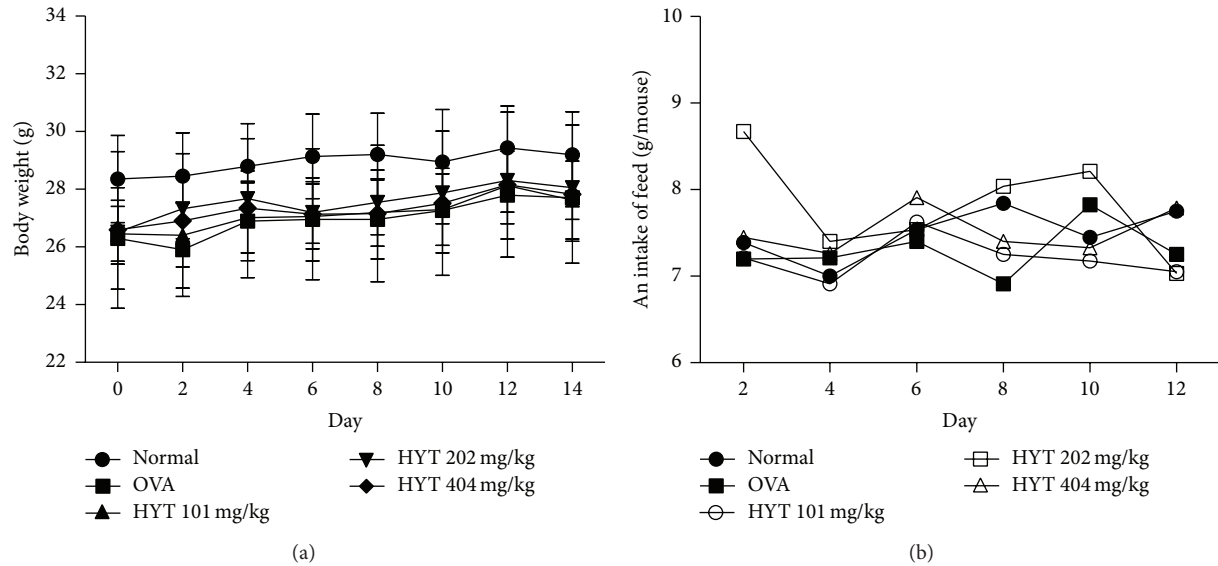 34
32
30
28
26
24
22
Body weight (g)
0 2 4 6 8 10 12 14
Day
Normal
OVA
HYT 101 mg/kg
HYT 202 mg/kg
HYT 404 mg/kg
(a)
10
9
8
7
6
An intake of feed (g/mouse)
2 4 6 8 10 12
Day
Normal
OVA
HYT 101 mg/kg
HYT 202 mg/kg
HYT 404 mg/kg
(b)